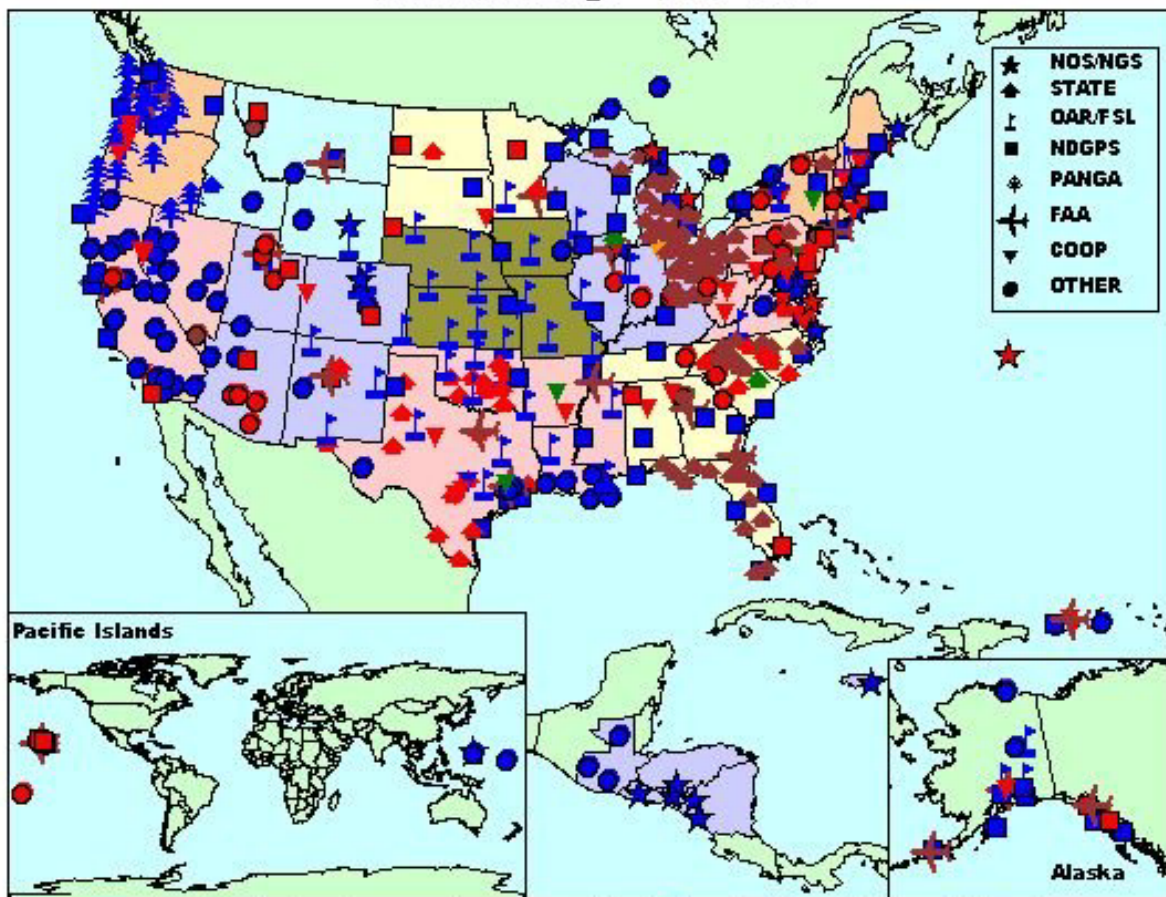 NOS/NGS
STATE
OAR/FSL
NDGPS
PANGA
FAA
COOP
OTHER
Pacific Islands
Alaska